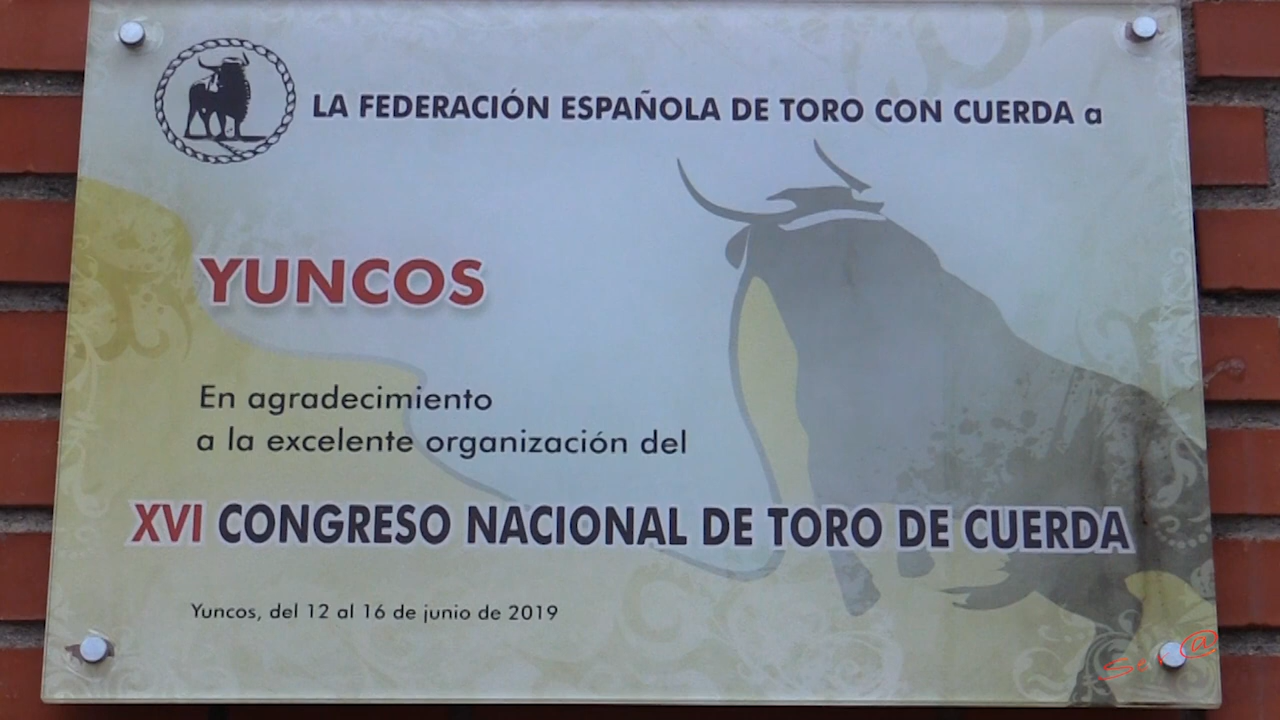 LA FEDERACIÓN ESPAÑOLA DE TORO CON CUERDA a
YUNCOS
En agradecimiento
a la excelente organización del
XVI CONGRESO NACIONAL DE TORO DE CUERDA
Yuncos, del 12 al 16 de junio de 2019